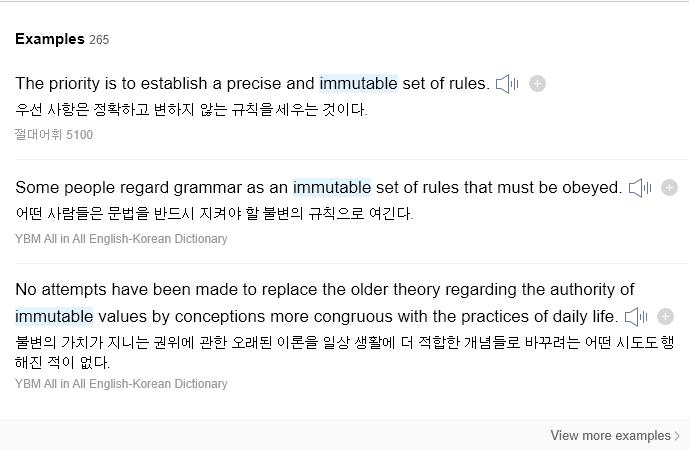 Examples 265
The priority is to establish a precise and immutable set of rules.
우선 사항은 정확하고 변하지 않는 규칙을 세우는 것이다.
절대어휘 5100
Some people regard grammar as an immutable set of rules that must be obeyed.
어떤 사람들은 문법을 반드시 지켜야 할 불변의 규칙으로 여긴다.
YBM All in All English-Korean Dictionary
No attempts have been made to replace the older theory regarding the authority of
immutable values by conceptions more congruous with the practices of daily life.
불변의 가치가 지니는 권위에 관한 오래된 이론을 일상 생활에 더 적합한 개념들로 바꾸려는 어떤 시도도 행
해진 적이 없다.
YBM All in All English-Korean Dictionary
View more examples